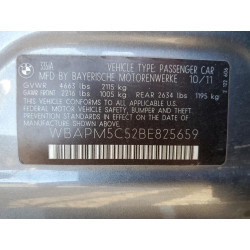 VEHICLE TYPE: PASSENGER CAR
MFD BY BAYERISCHE MOTORENWERKE 10/11
GVWR 4663 lbs 2115 kg
GAWR FRONT 2216 lbs 1005 kg REAR 2634 lbs 1195 kg
WBAPM5C52BE825659
THIS VEHICLE CONFORMS TO ALL APPLICABLE U.S.
FEDERAL MOTOR VEHICLE SAFETY, BUMPER, AND
THEFT PREVENTION STANDARDS IN EFFECT ON THE DATE OF
MANUFACTURE SHOWN ABOVE.